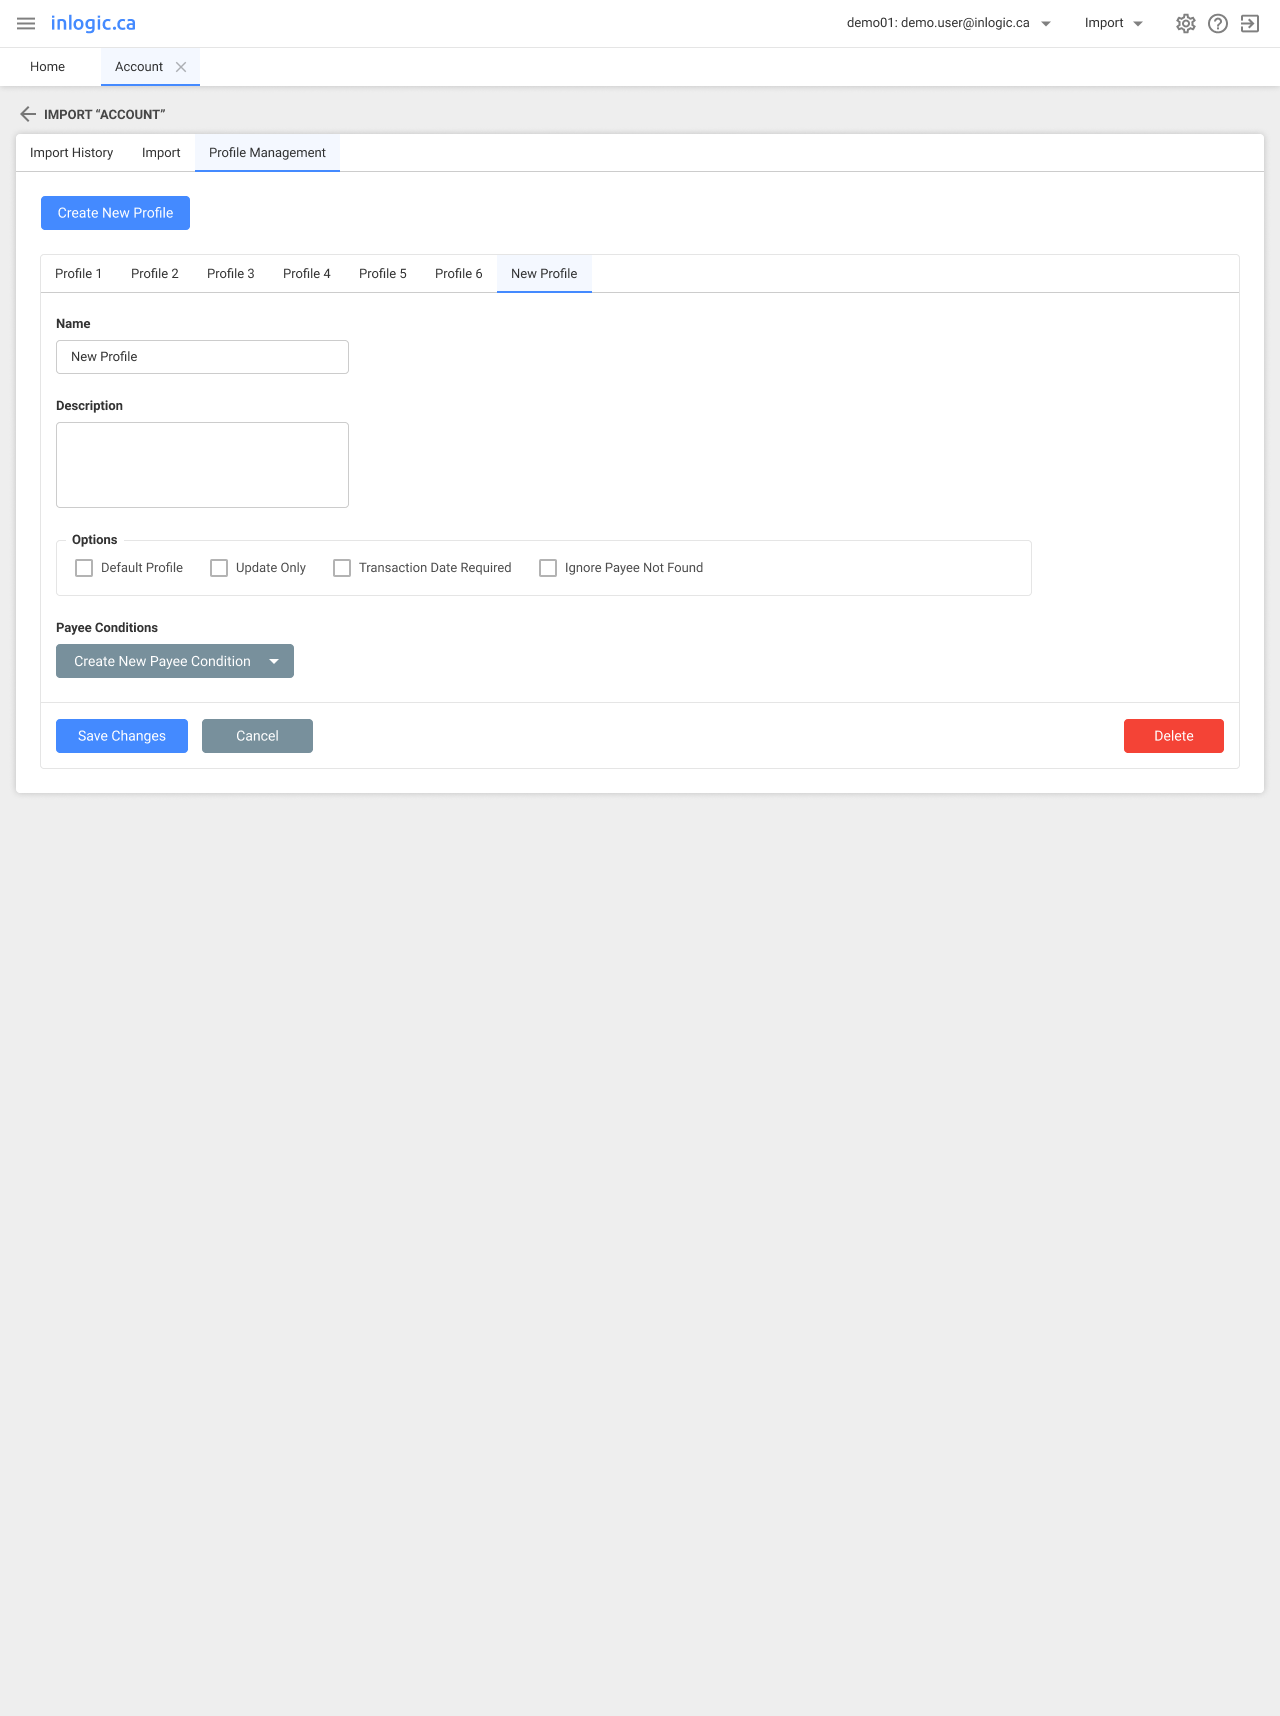 inlogic.ca
demo01: demo.user@inlogic.ca
Import
Home
Account
IMPORT “ACCOUNT”
Import History
Import
Profile Management
Create New Profile
Profile 1
Profile 2
Profile 3
Profile 4
Profile 5
Profile 6
New Profile
Name
New Profile
Description
Options
Default Profile
Update Only
Transaction Date Required
Ignore Payee Not Found
Payee Conditions
Create New Payee Condition
Save Changes
Cancel
Delete